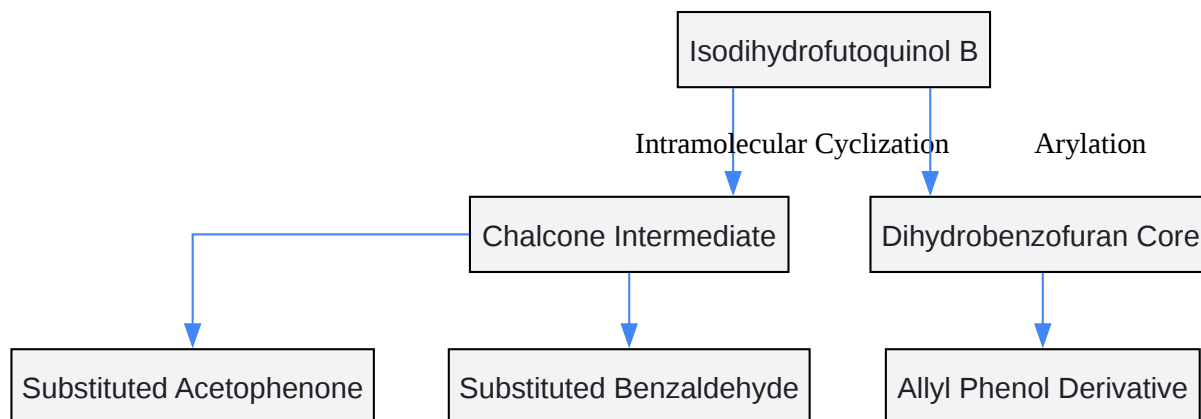 Isodihydrofutoquinol B
Intramolecular Cyclization
Arylation
Chalcone Intermediate
Dihydrobenzofuran Core
Substituted Acetophenone
Substituted Benzaldehyde
Allyl Phenol Derivative